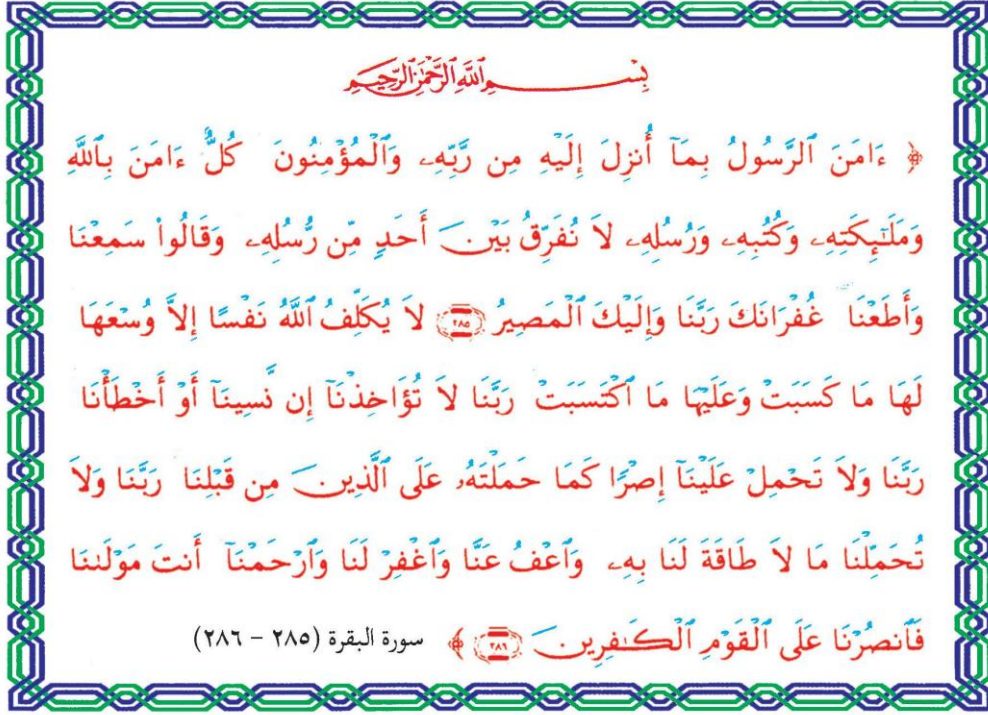 بِسْمِ ٱللَّهِ ٱلرَّحْمَٰنِ ٱلرَّحِيمِ
﴿ ءَامَنَ ٱلرَّسُولُ بِمَآ أُنزِلَ إِلَيْهِ مِن رَّبِّهِۦ وَٱلْمُؤْمِنُونَ كُلٌّ ءَامَنَ بِٱللَّهِ
وَمَلَٰٓئِكَتِهِۦ وَكُتُبِهِۦ وَرُسُلِهِۦ لَا نُفَرِّقُ بَيْنَ أَحَدٍ مِّن رُّسُلِهِۦ وَقَالُوا۟ سَمِعْنَا
وَأَطَعْنَا غُفْرَانَكَ رَبَّنَا وَإِلَيْكَ ٱلْمَصِيرُ ٢٨٥ لَا يُكَلِّفُ ٱللَّهُ نَفْسًا إِلَّا وُسْعَهَا
لَهَا مَا كَسَبَتْ وَعَلَيْهَا مَا ٱكْتَسَبَتْ رَبَّنَا لَا تُؤَاخِذْنَآ إِن نَّسِينَآ أَوْ أَخْطَأْنَا
رَبَّنَا وَلَا تَحْمِلْ عَلَيْنَآ إِصْرًا كَمَا حَمَلْتَهُۥ عَلَى ٱلَّذِينَ مِن قَبْلِنَا رَبَّنَا وَلَا
تُحَمِّلْنَا مَا لَا طَاقَةَ لَنَا بِهِۦ وَٱعْفُ عَنَّا وَٱغْفِرْ لَنَا وَٱرْحَمْنَآ أَنتَ مَوْلَىٰنَا
فَٱنصُرْنَا عَلَى ٱلْقَوْمِ ٱلْكَٰفِرِينَ ٢٨٦ ﴾ سورة البقرة (٢٨٥ - ٢٨٦)